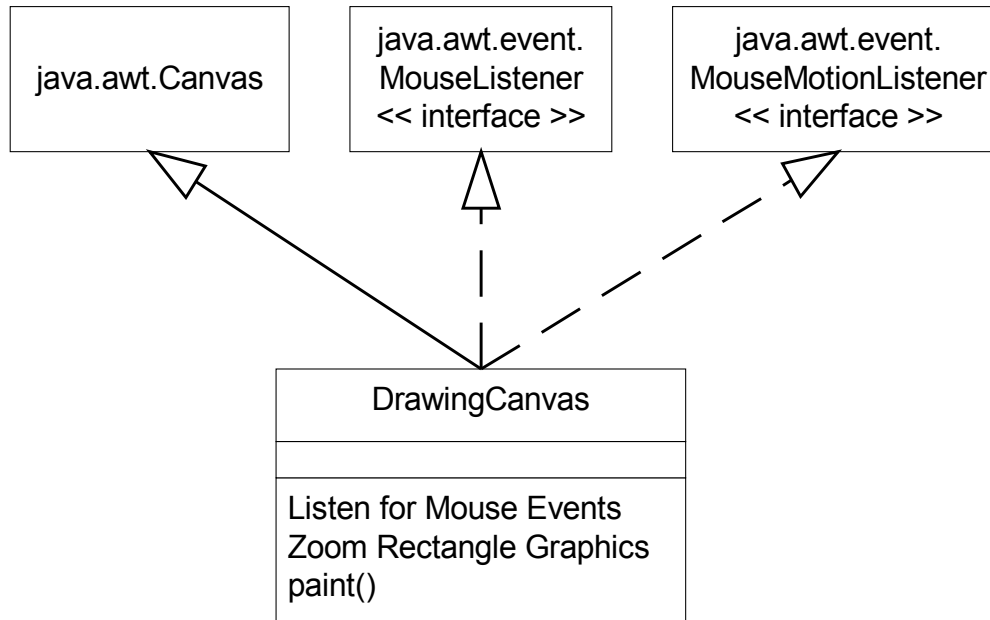 java.awt.Canvas
java.awt.event.
MouseListener
<< interface >>
java.awt.event.
MouseMotionListener
<< interface >>
DrawingCanvas
Listen for Mouse Events
Zoom Rectangle Graphics
paint()